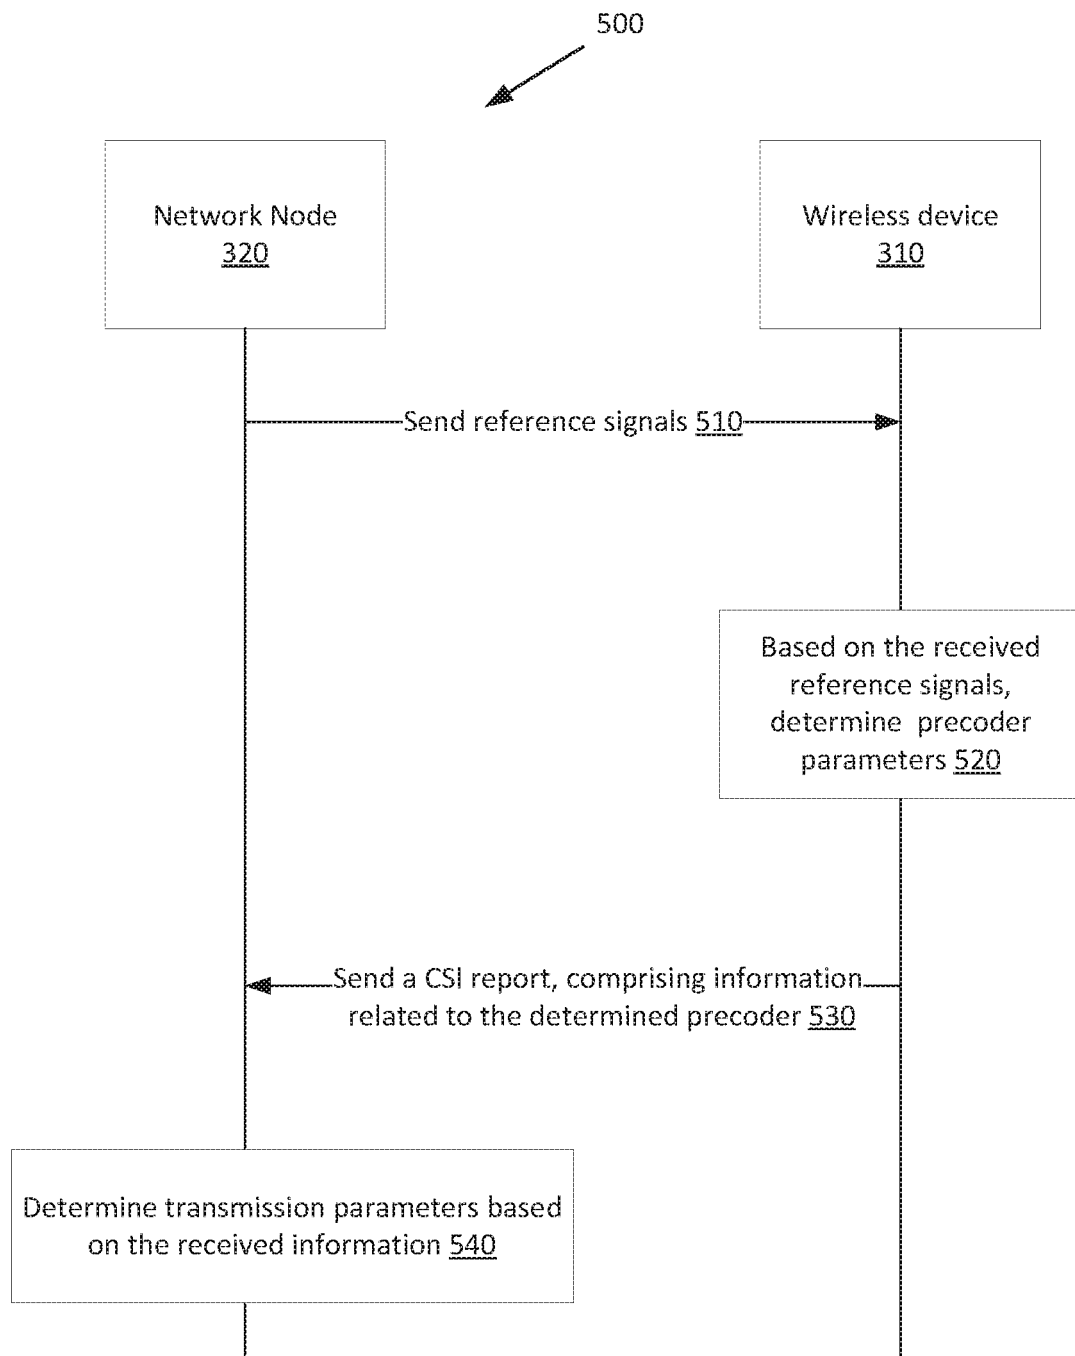 500
Network Node
320
Wireless device
310
Send reference signals 510
Based on the received
reference signals,
determine precoder
parameters 520
Send a CSI report, comprising information
related to the determined precoder 530
Determine transmission parameters based
on the received information 540